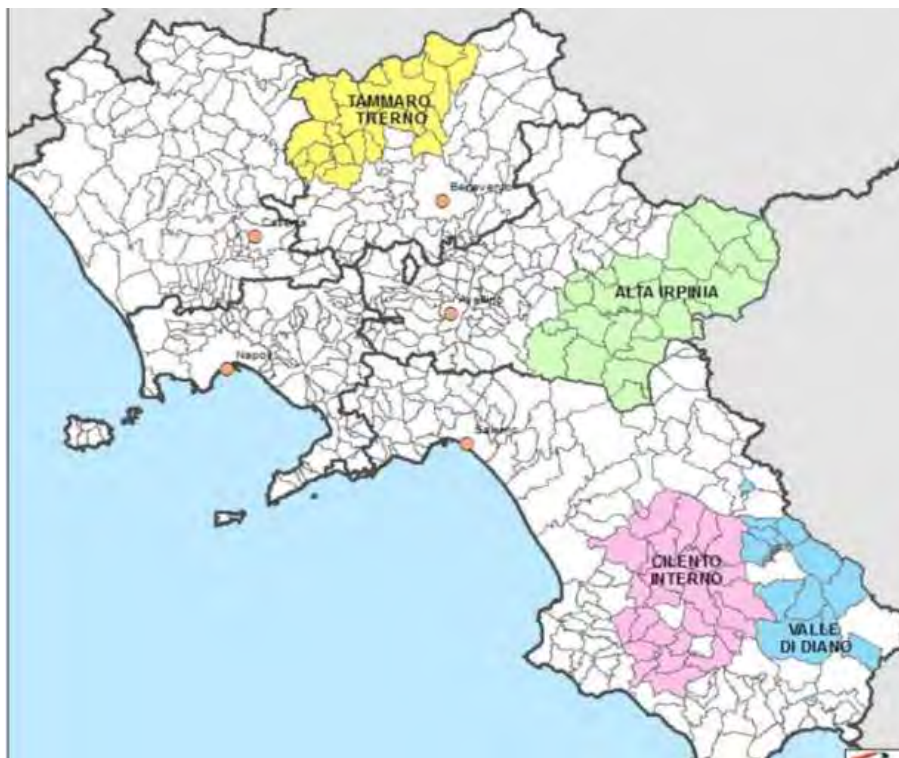 TAMMARO
TITERNO
Benevento
Caserta
ALTA IRPINIA
Avellino
Napoli
Salerno
CILENTO
INTERNO
VALLE
DI DIANO